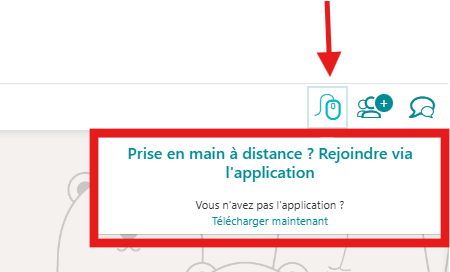 Prise en main à distance ? Rejoindre via
l'application
Vous n'avez pas l'application ?
Télécharger maintenant